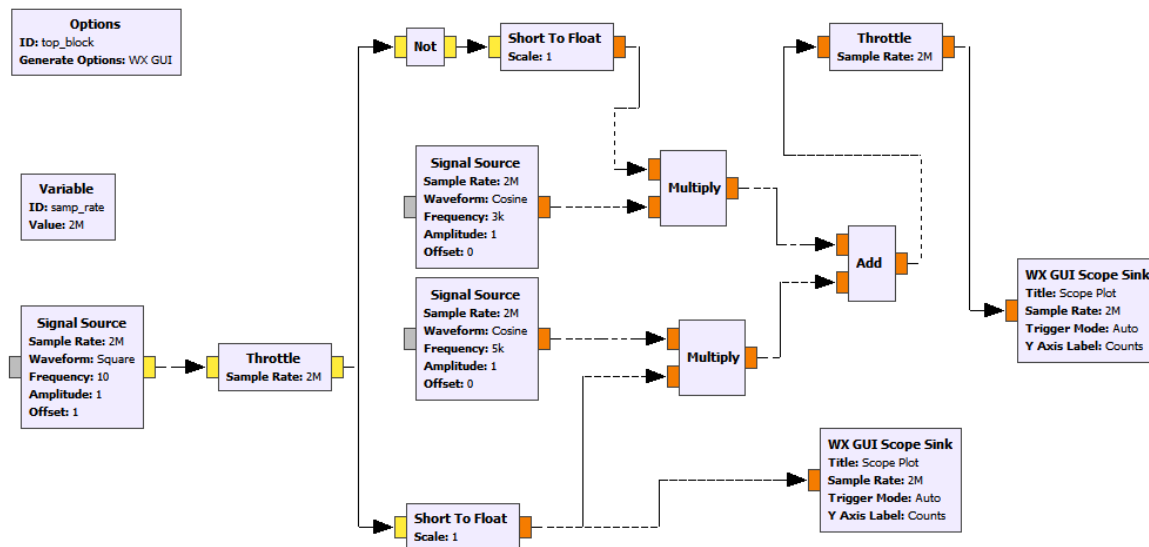 Options
ID: top_block
Generate Options: WX GUI
Variable
ID: samp_rate
Value: 2M
Signal Source
Sample Rate: 2M
Waveform: Square
Frequency: 10
Amplitude: 1
Offset: 1
Throttle
Sample Rate: 2M
Not
Short To Float
Scale: 1
Signal Source
Sample Rate: 2M
Waveform: Cosine
Frequency: 3k
Amplitude: 1
Offset: 0
Signal Source
Sample Rate: 2M
Waveform: Cosine
Frequency: 5k
Amplitude: 1
Offset: 0
Short To Float
Scale: 1
Multiply
Multiply
Add
Throttle
Sample Rate: 2M
WX GUI Scope Sink
Title: Scope Plot
Sample Rate: 2M
Trigger Mode: Auto
Y Axis Label: Counts
WX GUI Scope Sink
Title: Scope Plot
Sample Rate: 2M
Trigger Mode: Auto
Y Axis Label: Counts